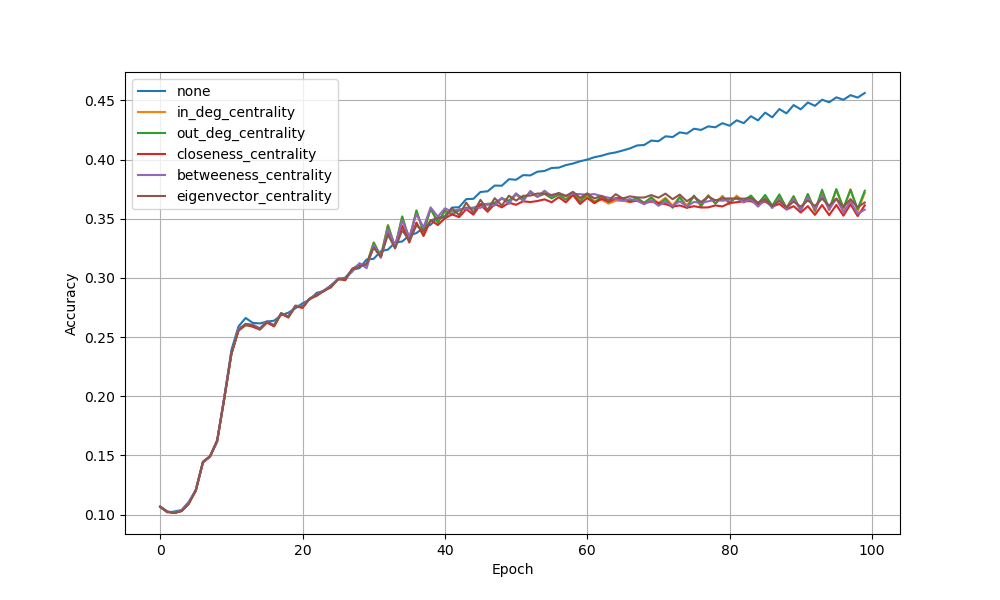 none
in_deg_centrality
out_deg_centrality
closeness_centrality
betweeness_centrality
eigenvector_centrality
0.45
0.40
0.35
0.30
0.25
0.20
0.15
0.10
Accuracy
0 20 40 60 80 100
Epoch